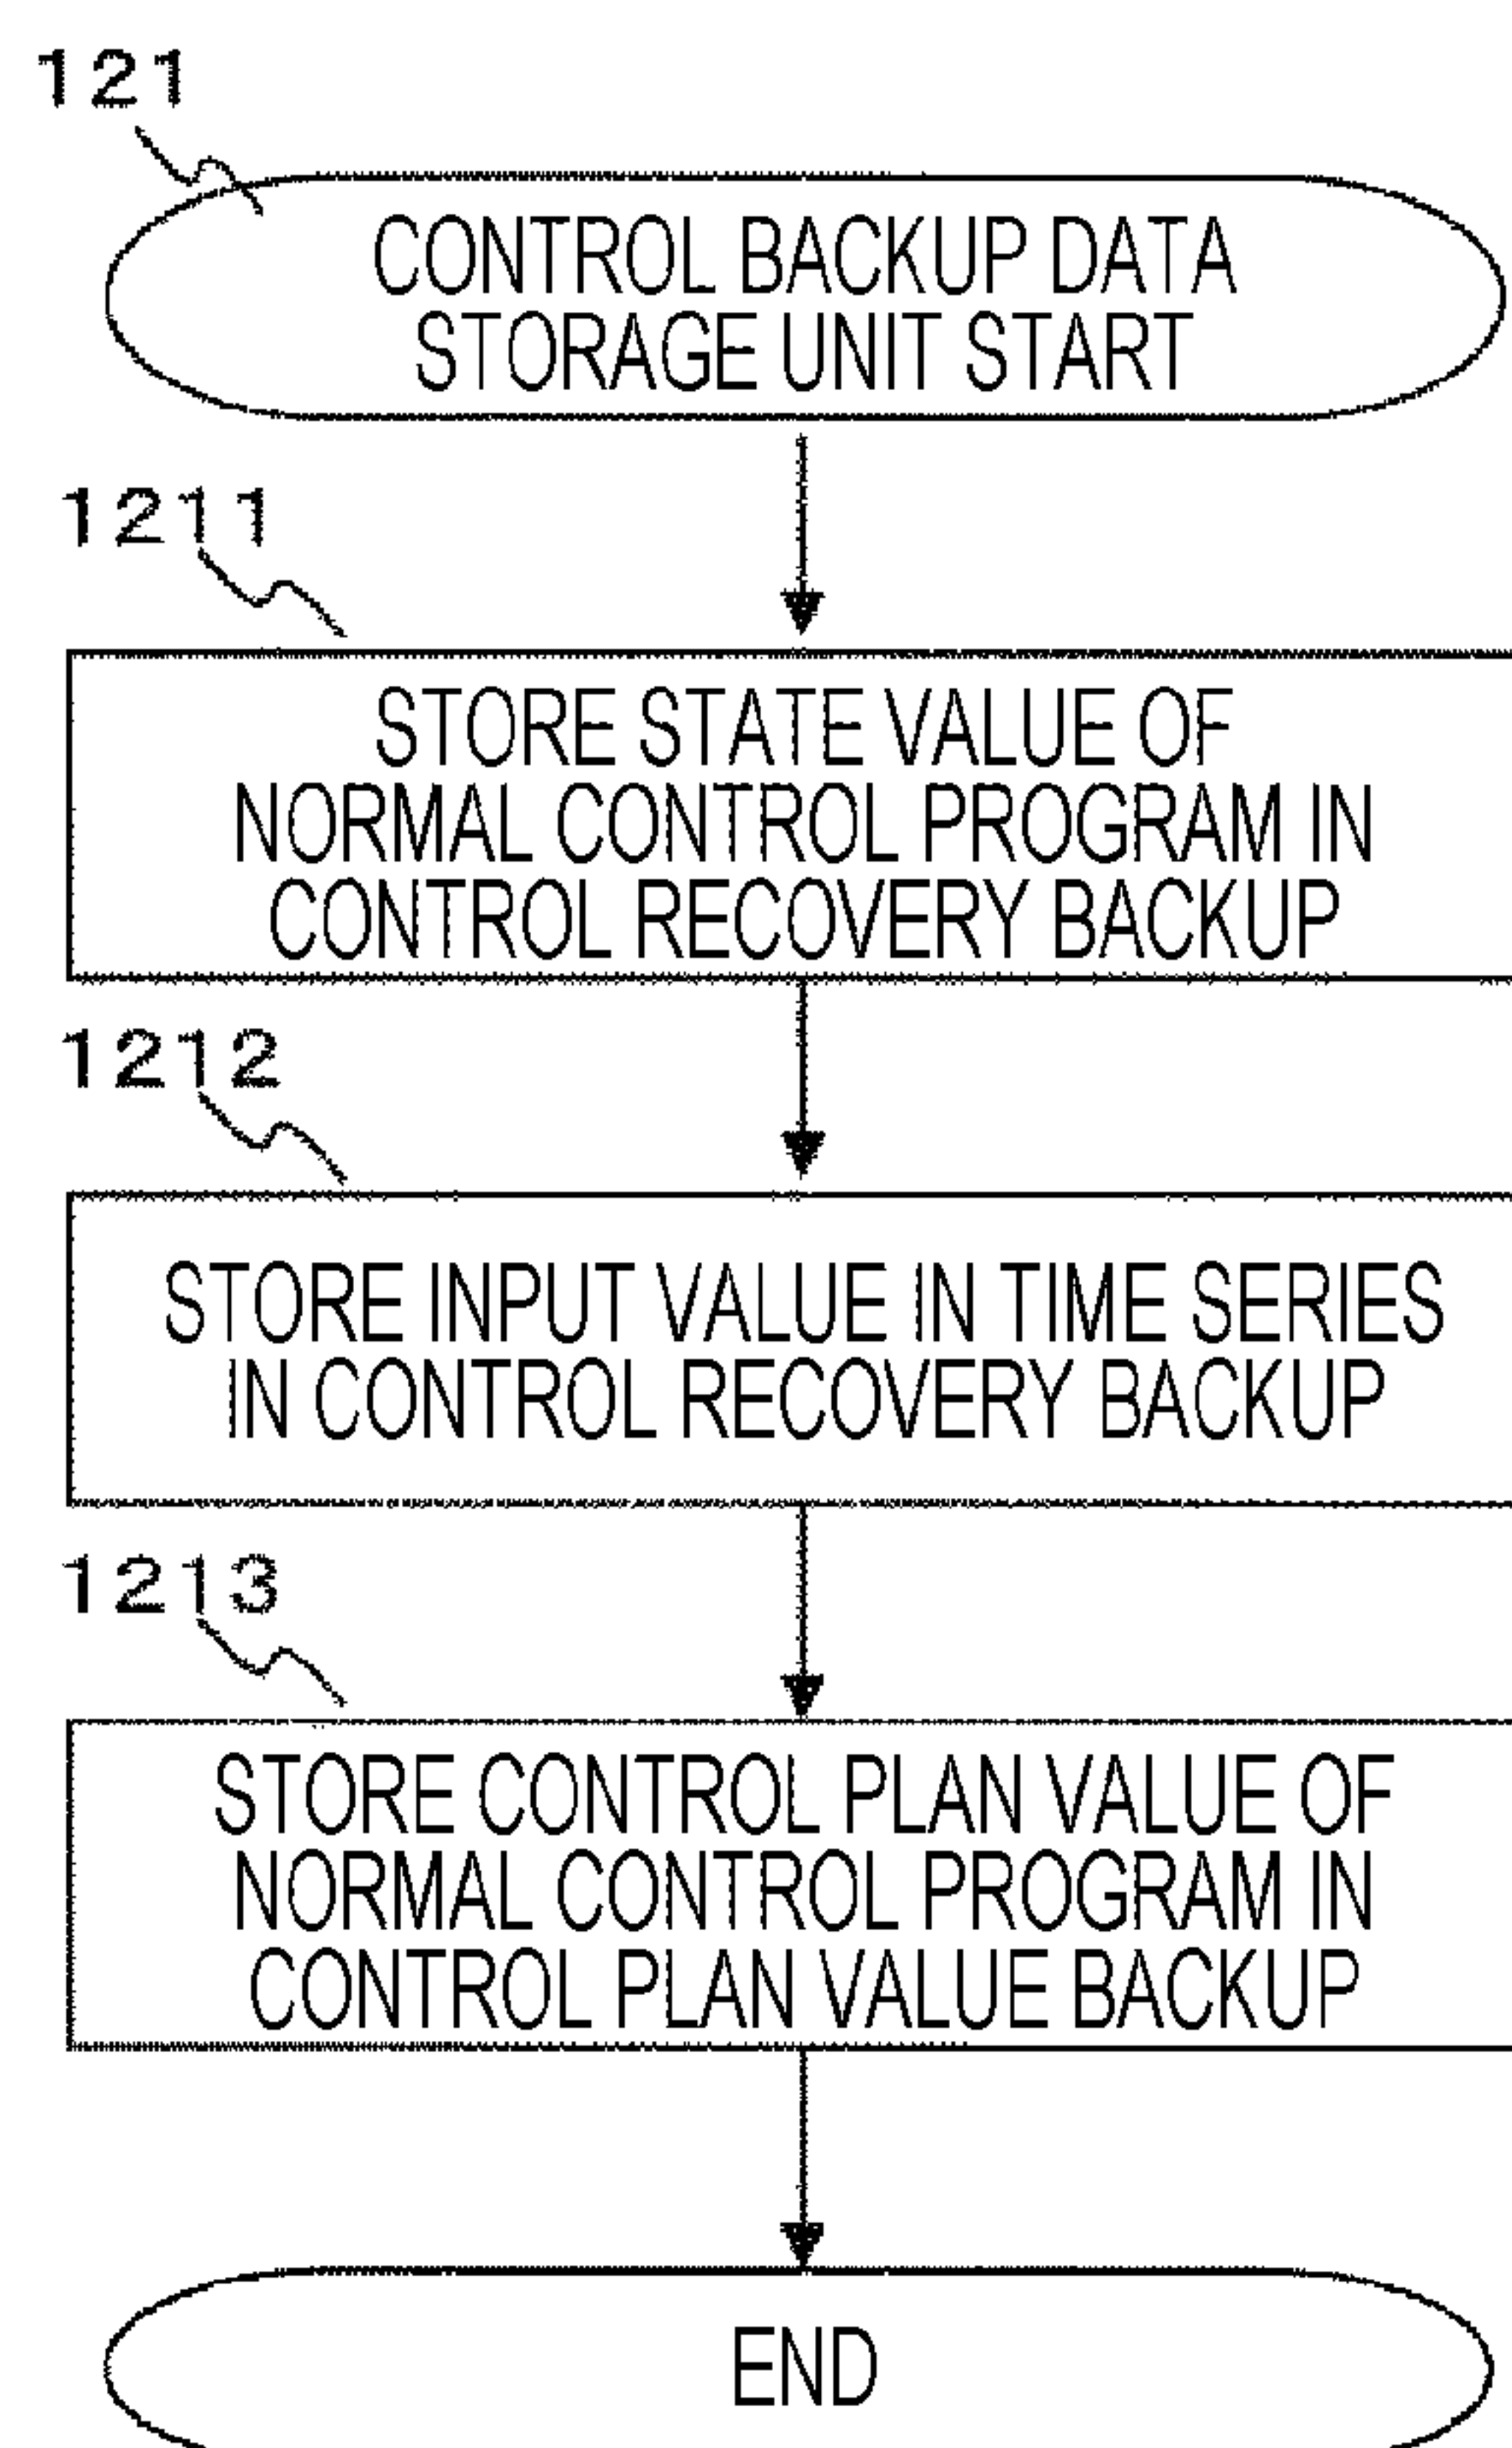 121
CONTROL BACKUP DATA
STORAGE UNIT START
1211
STORE STATE VALUE OF
NORMAL CONTROL PROGRAM IN
CONTROL RECOVERY BACKUP
1212
STORE INPUT VALUE IN TIME SERIES
IN CONTROL RECOVERY BACKUP
1213
STORE CONTROL PLAN VALUE OF
NORMAL CONTROL PROGRAM IN
CONTROL PLAN VALUE BACKUP
END